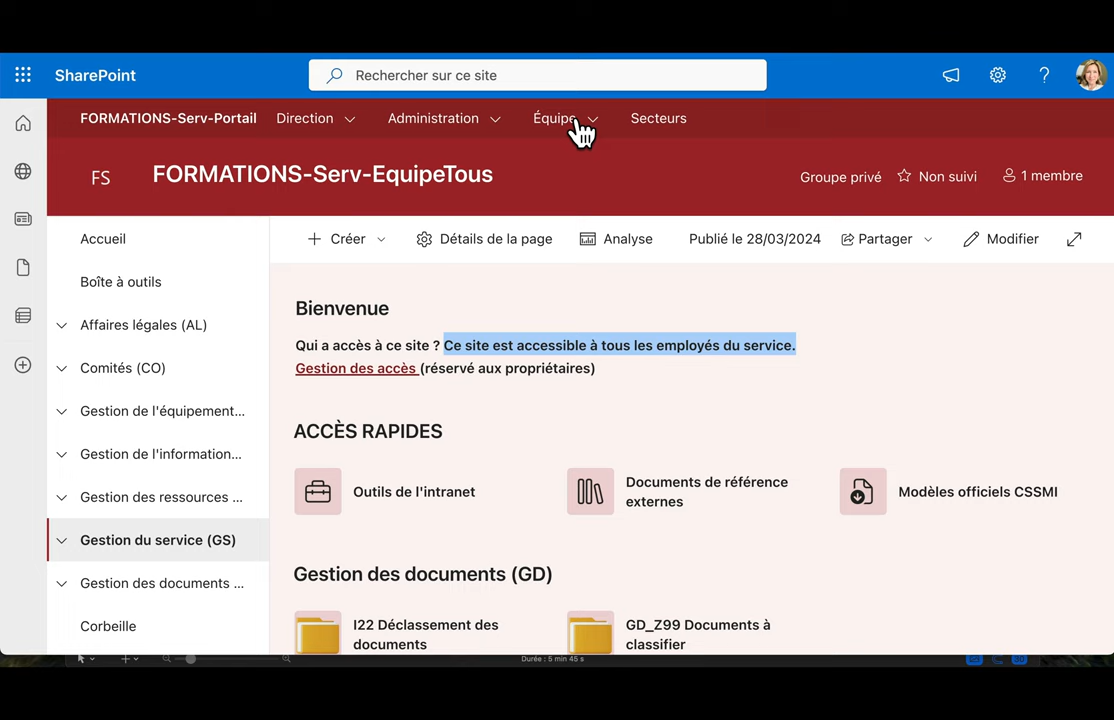 SharePoint
Rechercher sur ce site
?
FORMATIONS-Serv-Portail Direction Administration Équipe Secteurs
FS
FORMATIONS-Serv-EquipeTous
Groupe privé Non suivi 1 membre
Accueil
Boîte à outils
Affaires légales (AL)
Comités (CO)
Gestion de l'équipement...
Gestion de l'information...
Gestion des ressources ...
Gestion du service (GS)
Gestion des documents ...
Corbeille
Créer Détails de la page Analyse Publié le 28/03/2024 Partager Modifier
Bienvenue
Qui a accès à ce site ? Ce site est accessible à tous les employés du service.
Gestion des accès (réservé aux propriétaires)
ACCÈS RAPIDES
Outils de l'intranet
Documents de référence
externes
Modèles officiels CSSMI
Gestion des documents (GD)
I22 Déclassement des
documents
GD_Z99 Documents à
classifier
Durée : 5 min 45 s